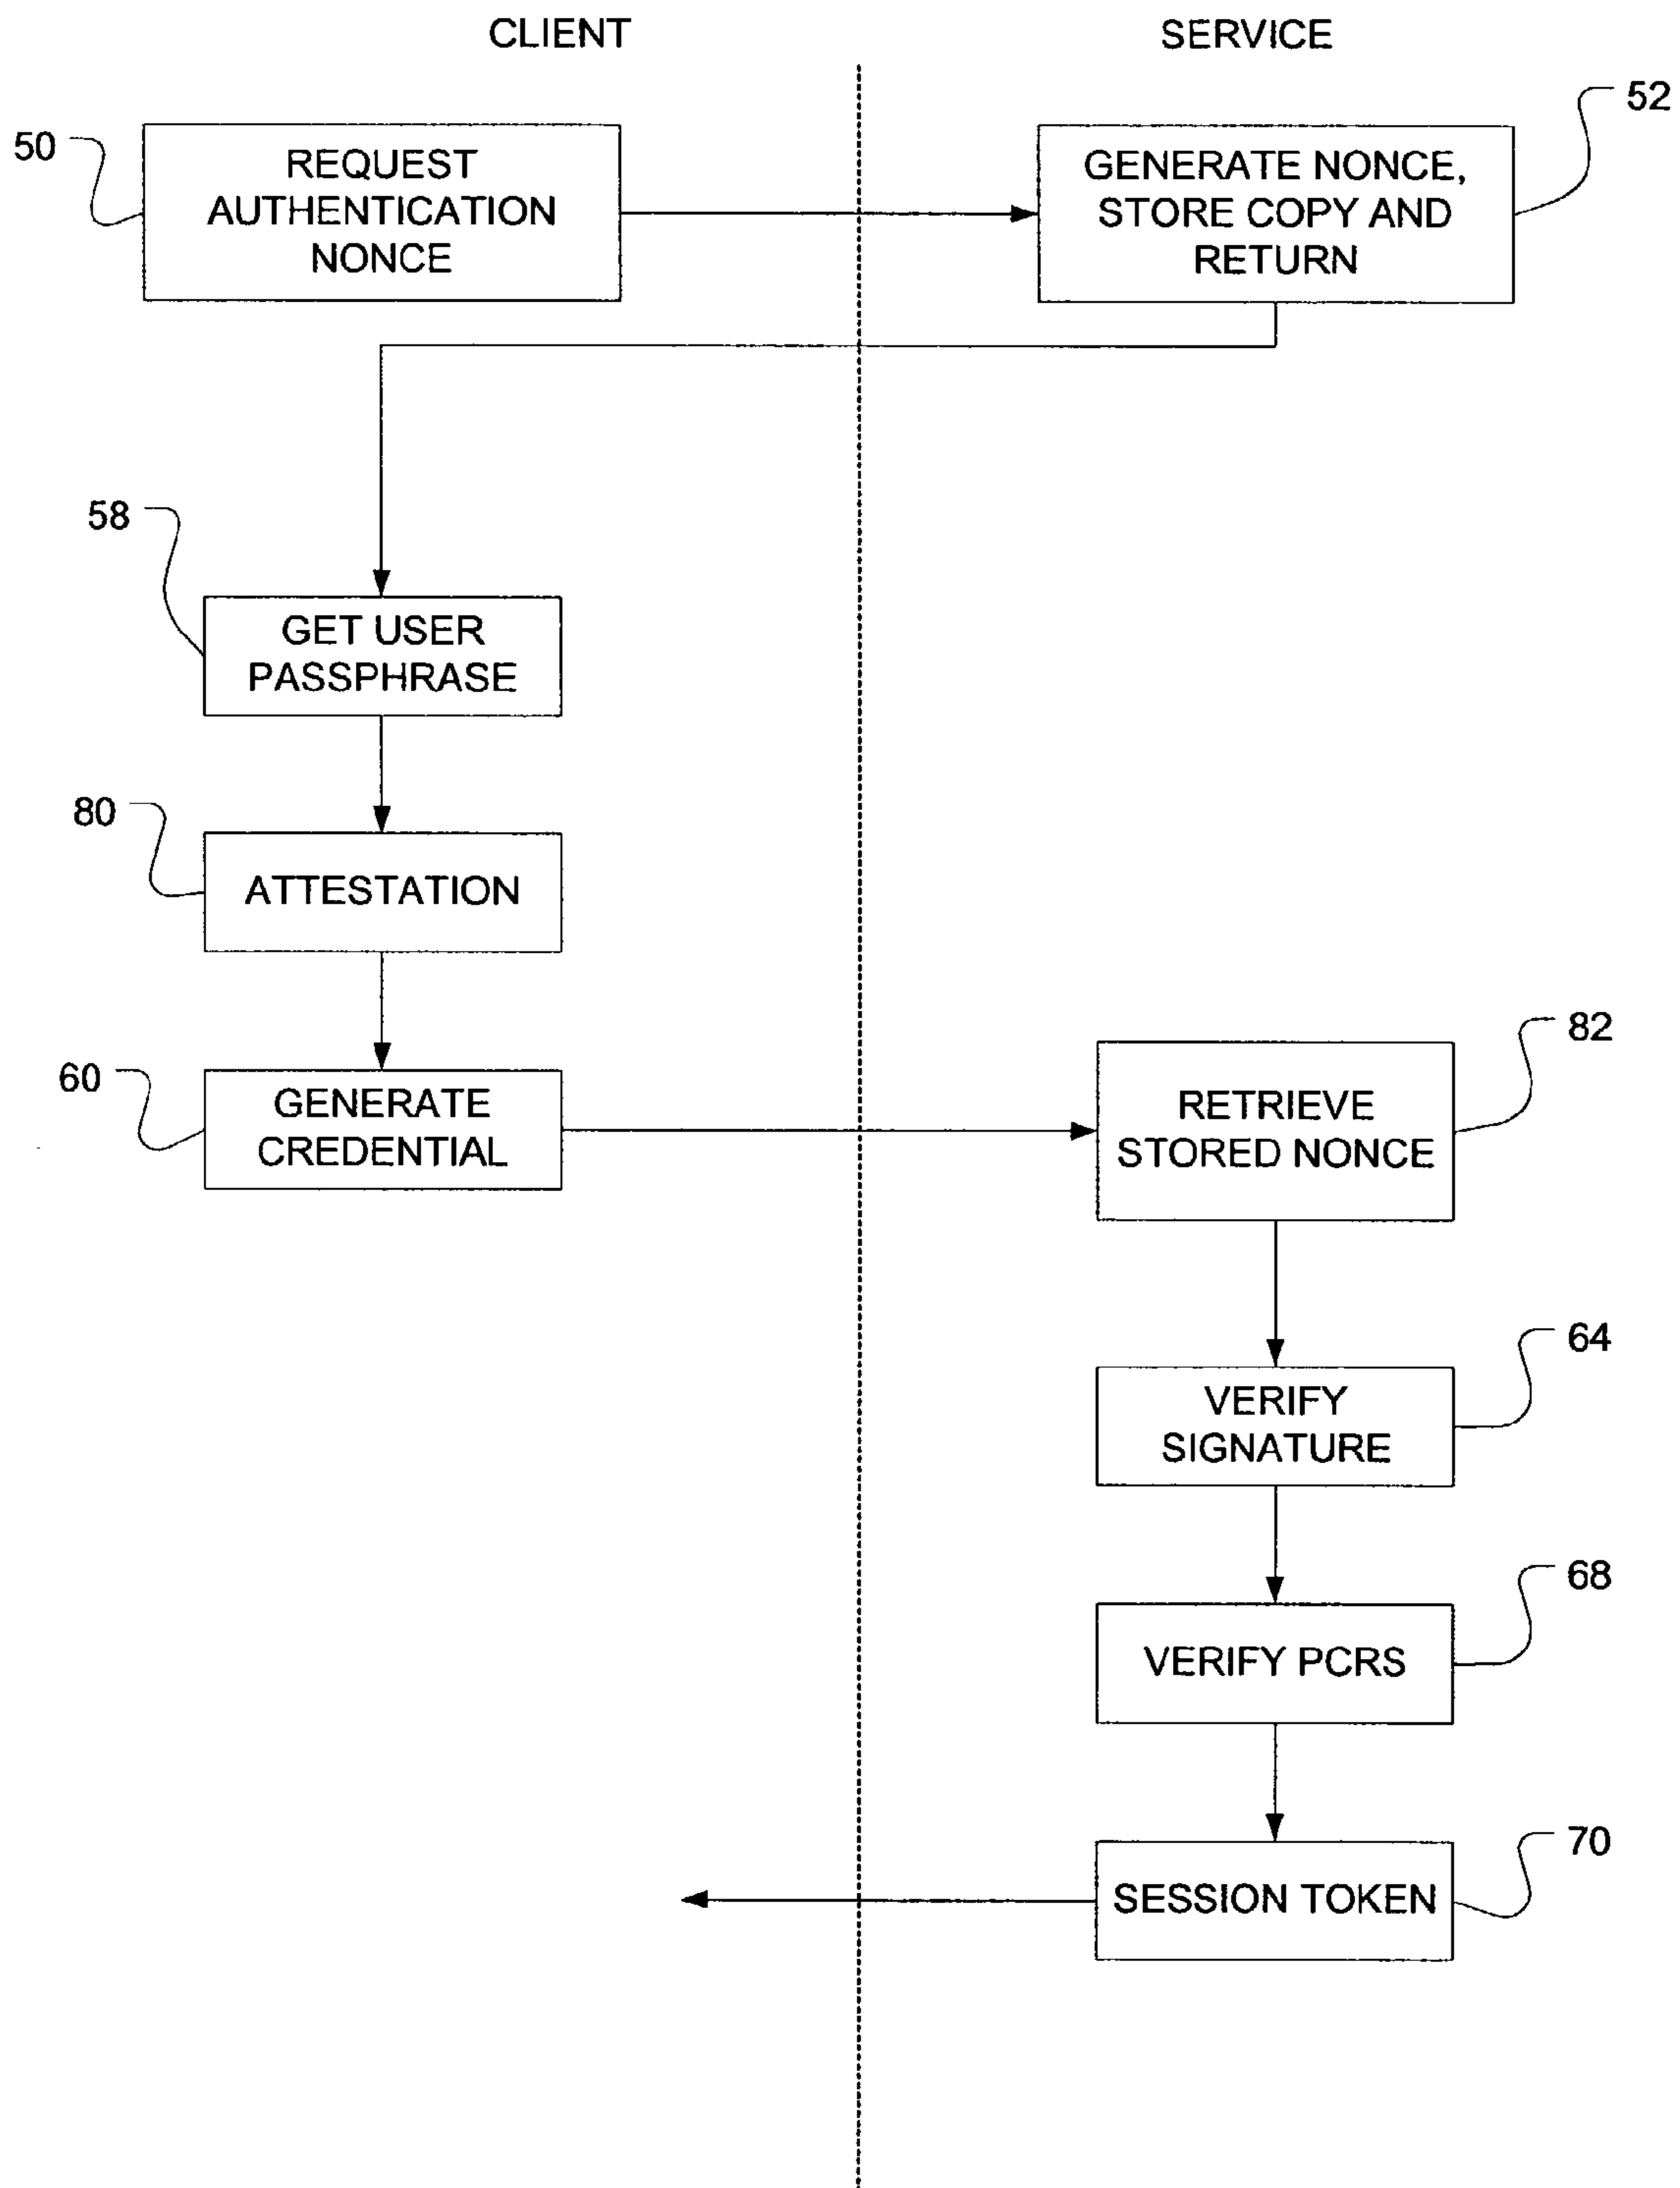 CLIENT
SERVICE
50
REQUEST
AUTHENTICATION
NONCE
52
GENERATE NONCE,
STORE COPY AND
RETURN
58
GET USER
PASSPHRASE
80
ATTESTATION
60
GENERATE
CREDENTIAL
82
RETRIEVE
STORED NONCE
64
VERIFY
SIGNATURE
68
VERIFY PCRS
70
SESSION TOKEN